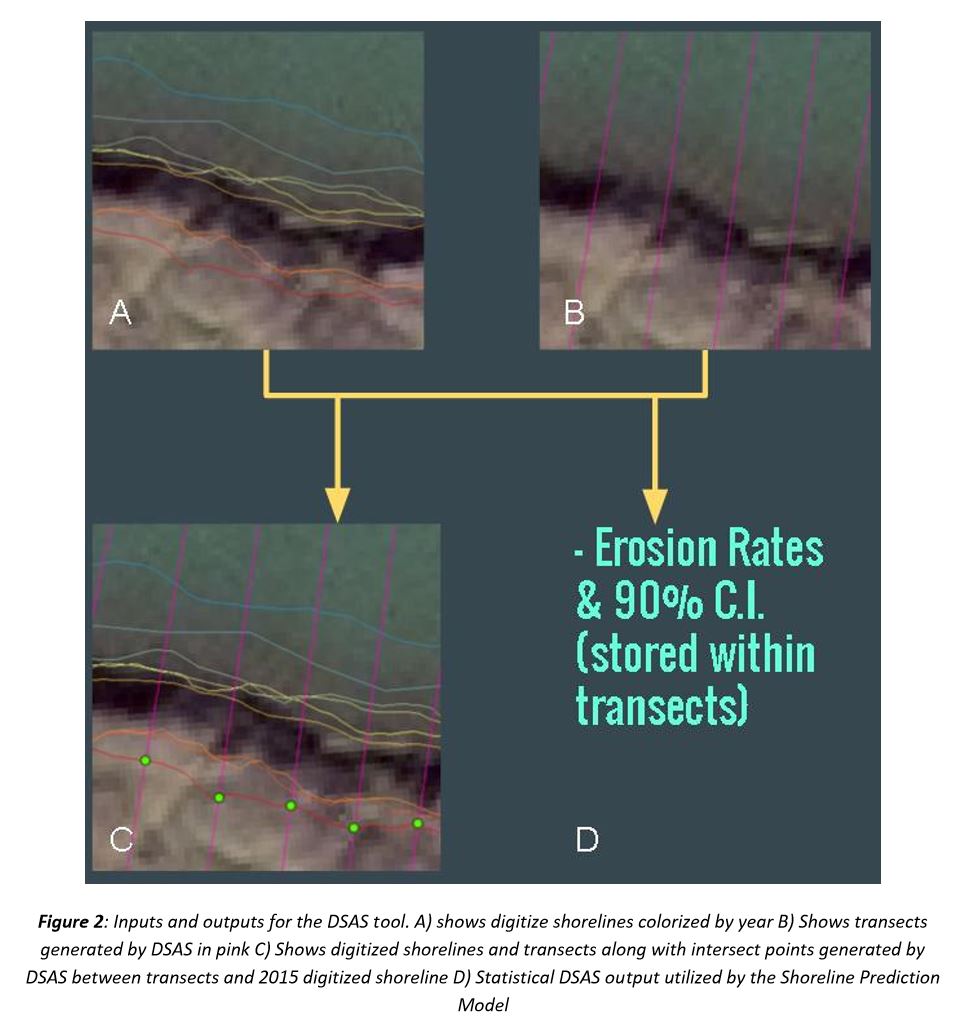 A
B
- Erosion Rates
& 90% C.I.
(stored within
transects)
C
D
Figure 2: Inputs and outputs for the DSAS tool. A) shows digitize shorelines colorized by year B) Shows transects
generated by DSAS in pink C) Shows digitized shorelines and transects along with intersect points generated by
DSAS between transects and 2015 digitized shoreline D) Statistical DSAS output utilized by the Shoreline Prediction
Model